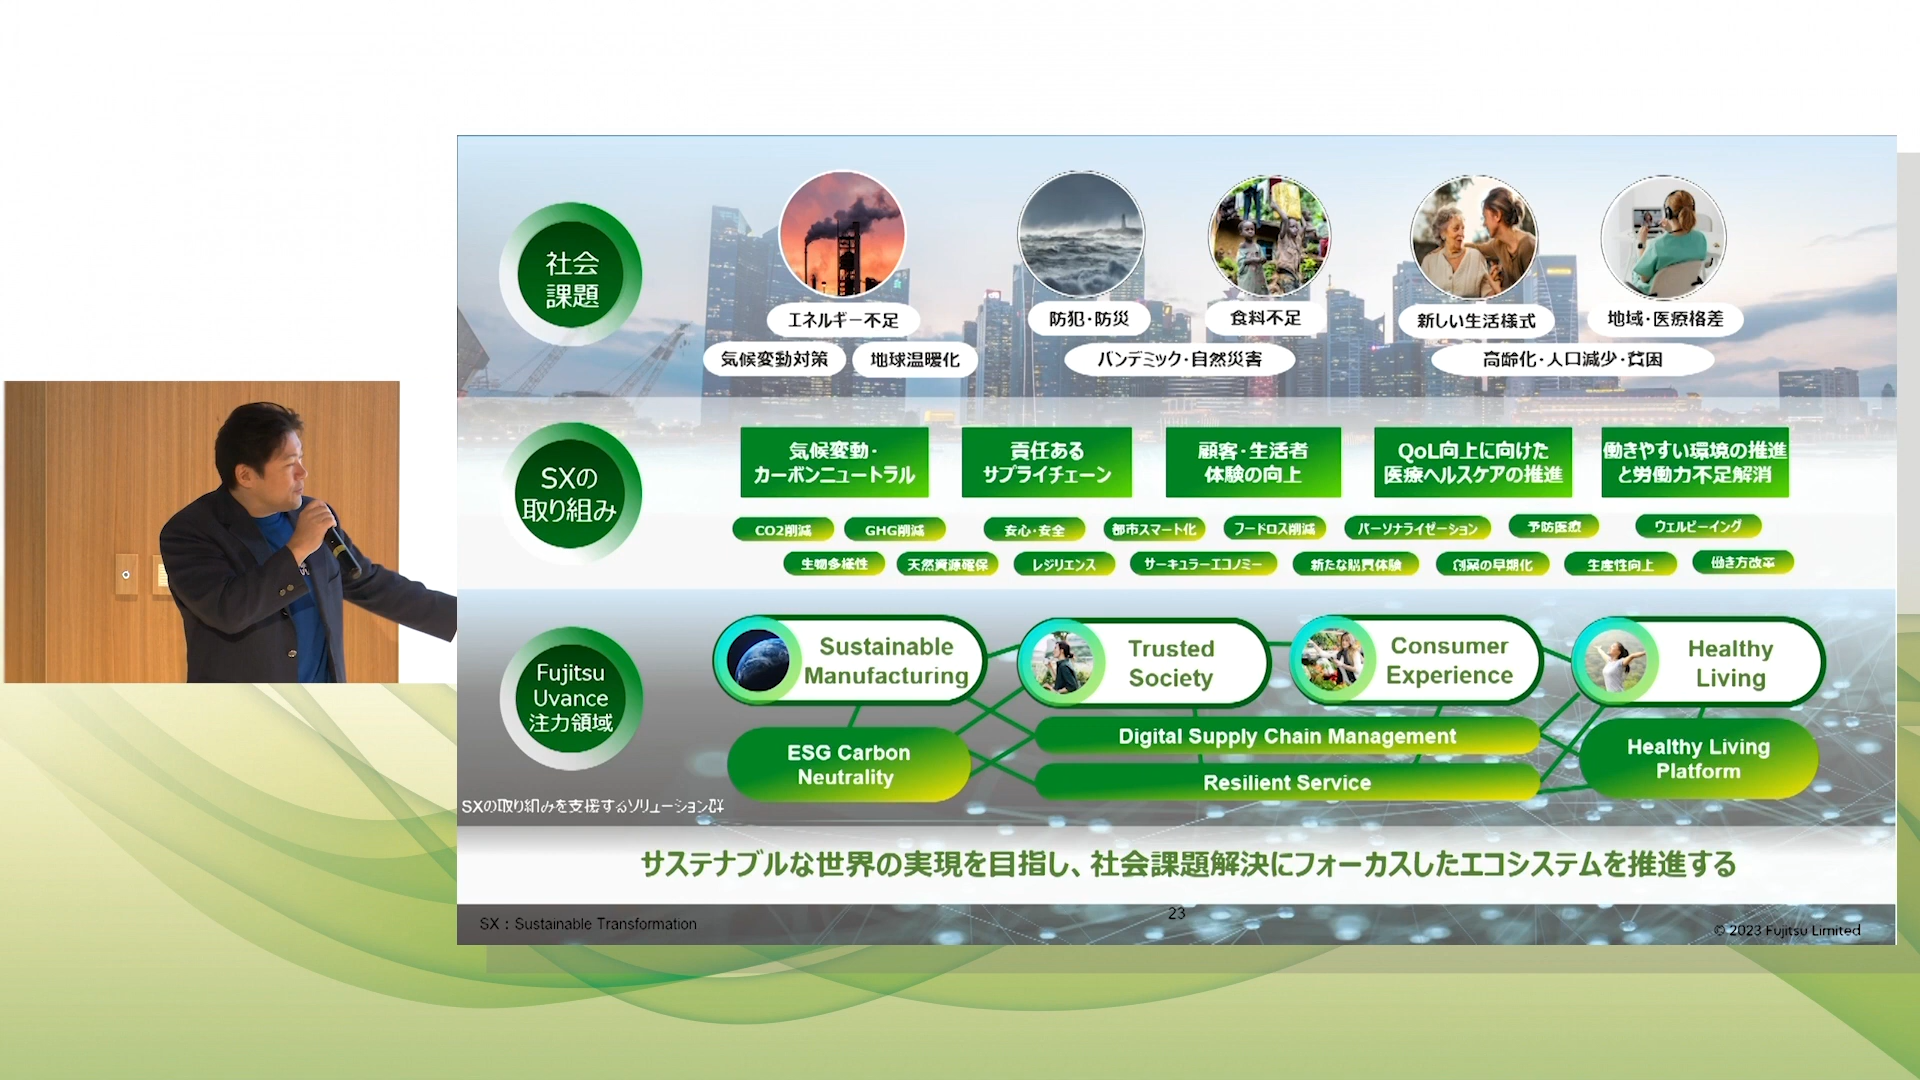 社会
課題
エネルギー不足
防犯・防災
食料不足
新しい生活様式
地域・医療格差
気候変動対策
地球温暖化
パンデミック・自然災害
高齢化・人口減少・貧困
SXの
取り組み
気候変動・
カーボンニュートラル
責任ある
サプライチェーン
顧客・生活者
体験の向上
QoL向上に向けた
医療ヘルスケアの推進
働きやすい環境の推進
と労働力不足解消
CO2削減
GHG削減
安心・安全
都市スマート化
フードロス削減
パーソナライゼーション
予防医療
ウェルビーイング
生物多様性
天然資源確保
レジリエンス
サーキュラーエコノミー
新たな購買体験
創薬の早期化
生産性向上
働き方改革
Fujitsu
Uvance
注力領域
Sustainable
Manufacturing
Trusted
Society
Consumer
Experience
Healthy
Living
ESG Carbon
Neutrality
Digital Supply Chain Management
Resilient Service
Healthy Living
Platform
SXの取り組みを支援するソリューション群
サステナブルな世界の実現を目指し、社会課題解決にフォーカスしたエコシステムを推進する
SX：Sustainable Transformation
23
© 2023 Fujitsu Limited